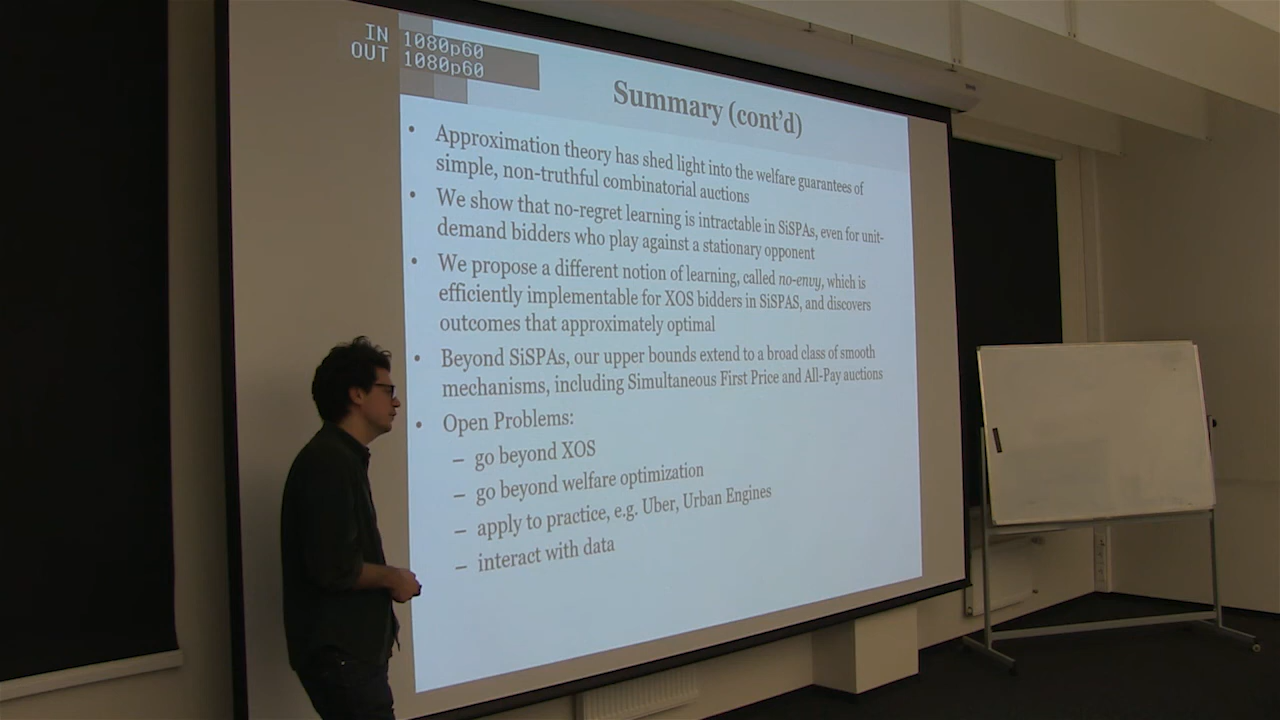 IN 1080p60
OUT 1080p60
Summary (cont'd)
• Approximation theory has shed light into the welfare guarantees of
simple, non-truthful combinatorial auctions
• We show that no-regret learning is intractable in SiSPAs, even for unit-
demand bidders who play against a stationary opponent
• We propose a different notion of learning, called no-envy, which is
efficiently implementable for XOS bidders in SiSPAS, and discovers
outcomes that approximately optimal
• Beyond SiSPAs, our upper bounds extend to a broad class of smooth
mechanisms, including Simultaneous First Price and All-Pay auctions
• Open Problems:
– go beyond XOS
– go beyond welfare optimization
– apply to practice, e.g. Uber, Urban Engines
– interact with data